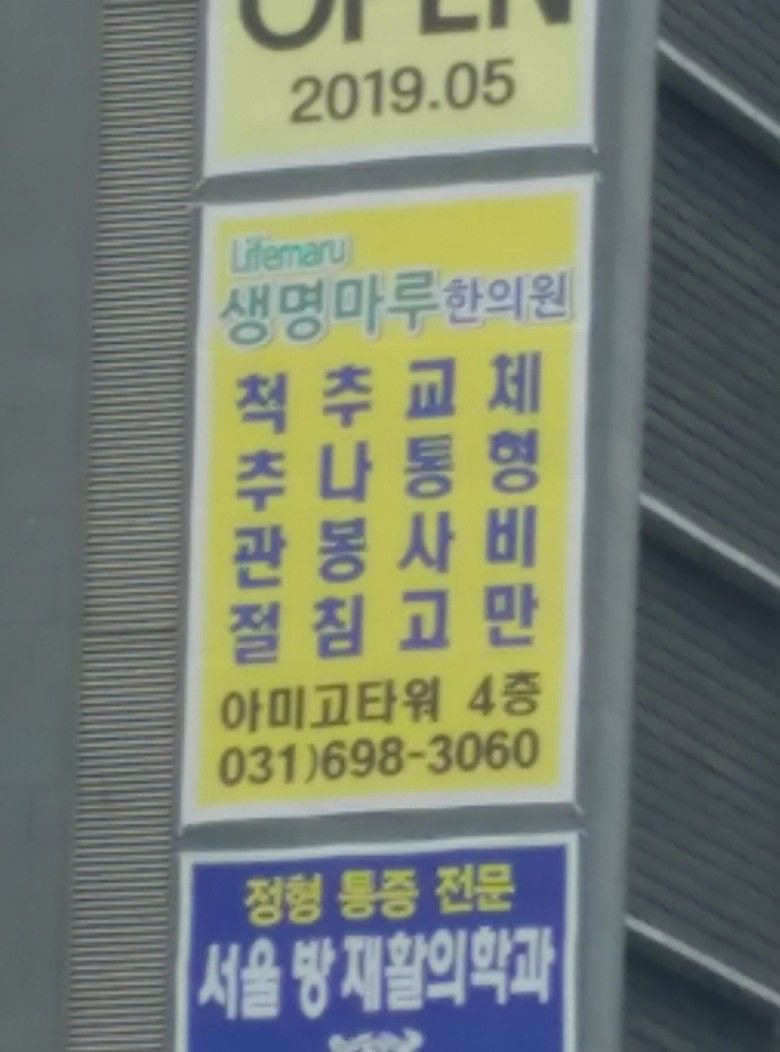 OPEN
2019.05
Lifemaru
생명마루한의원
척 추 교 체
추 나 통 형
관 봉 사 비
절 침 고 만
아미고타워 4층
031)698-3060
정형 통증 전문
서울 방 재활의학과